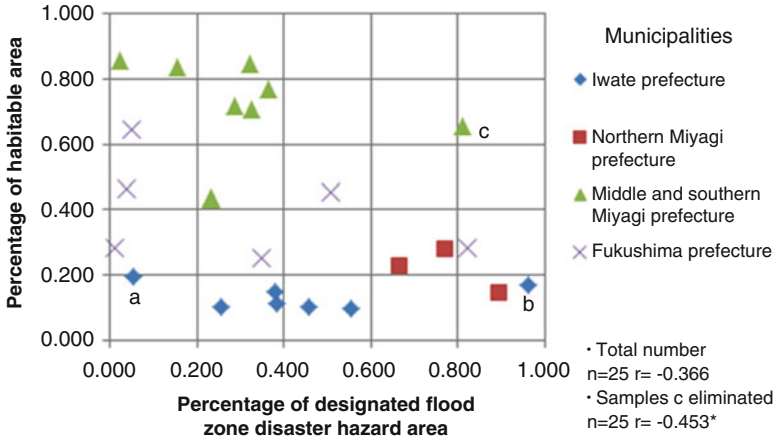 1.000
0.800
0.600
0.400
0.200
0.000
Percentage of habitable area
a
b
c
0.000 0.200 0.400 0.600 0.800 1.000
Percentage of designated flood
zone disaster hazard area
Municipalities
Iwate prefecture
Northern Miyagi
prefecture
Middle and southern
Miyagi prefecture
Fukushima prefecture
・Total number
n=25 r= -0.366
・Samples c eliminated
n=25 r= -0.453*